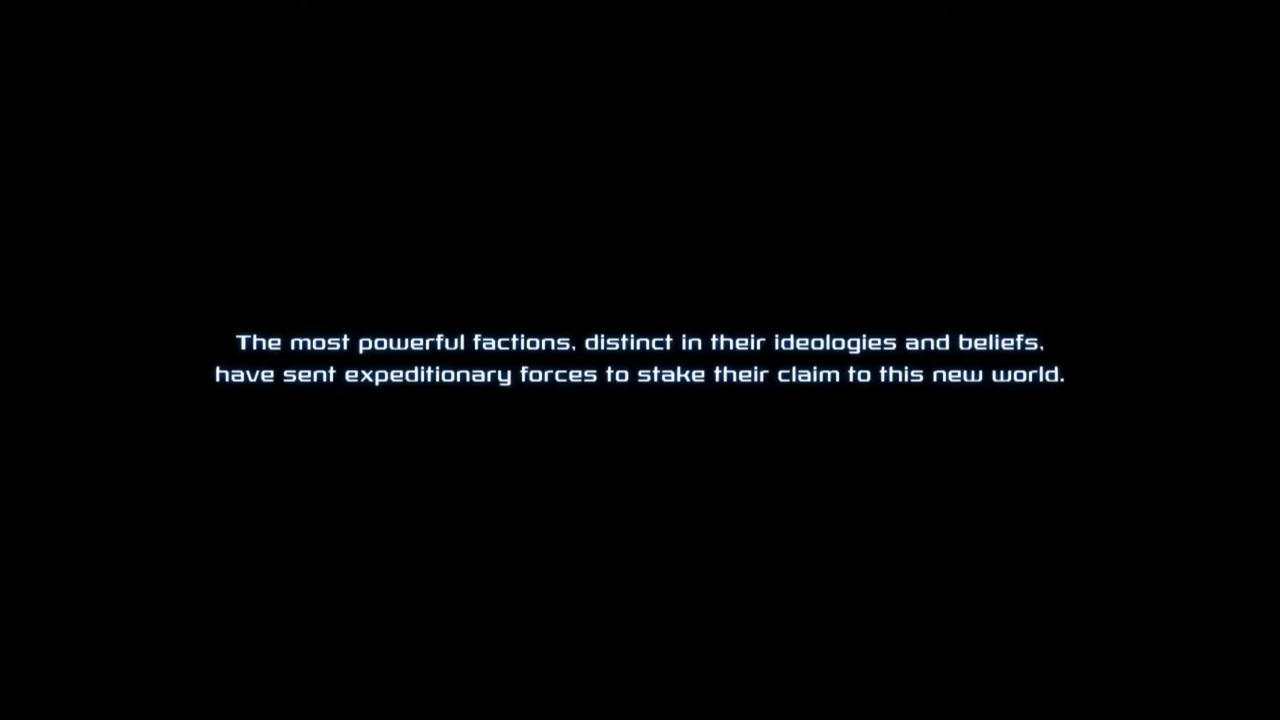 The most powerful factions, distinct in their ideologies and beliefs,
have sent expeditionary forces to stake their claim to this new world.